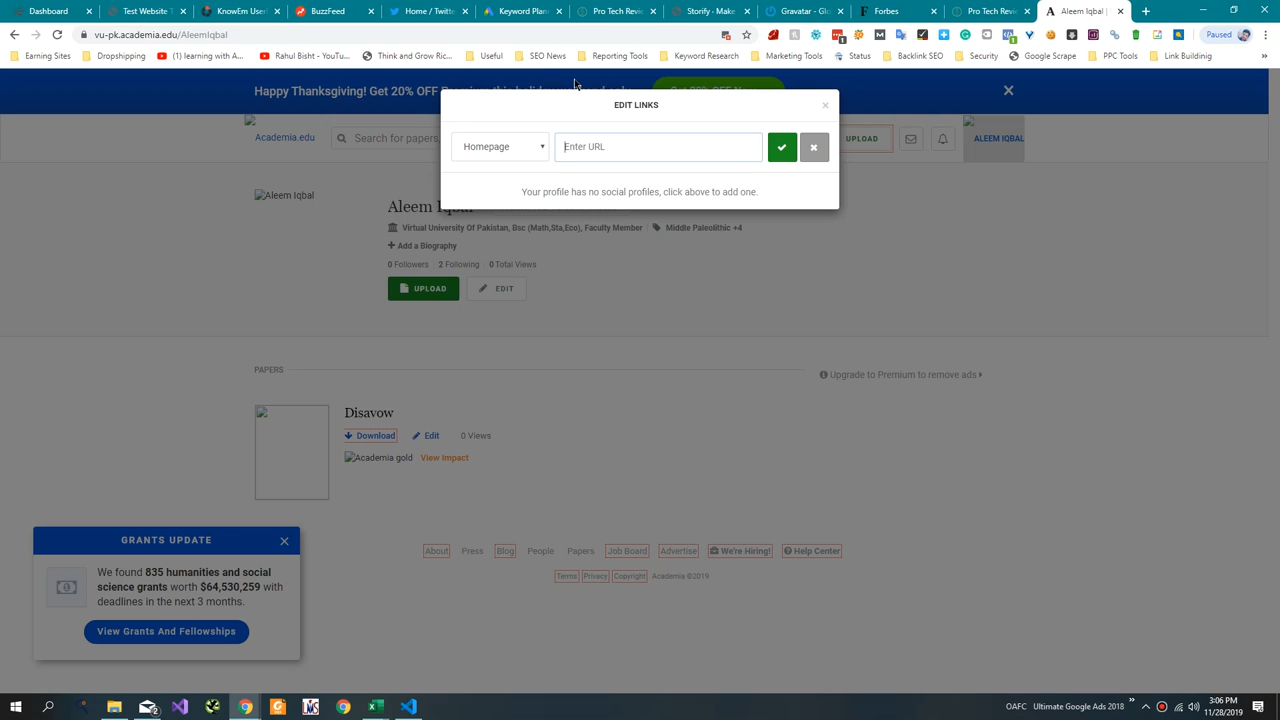 Dashboard
Test Website T
KnowEm User
BuzzFeed
Home / Twitte
Keyword Plan
Pro Tech Revie
Storify - Make
Gravatar - Glo
Forbes
Pro Tech Revie
Aleem Iqbal |
vu-pk.academia.edu/AleemIqbal
Paused
Earning Sites
Dropshipping
(1) learning with A...
Rahul Bisht - YouTu...
Think and Grow Ric...
Useful
SEO News
Reporting Tools
Keyword Research
Marketing Tools
Status
Backlink SEO
Security
Google Scrape
PPC Tools
Link Buildinig
Happy Thanksgiving! Get 20% OFF
EDIT LINKS
Academia.edu
Search for papers,
Homepage
Enter URL
UPLOAD
ALEEM IQBAL
Your profile has no social profiles, click above to add one.
Aleem Iqbal
Aleem Iqbal
Virtual University Of Pakistan, Bsc (Math,Sta,Eco), Faculty Member
Middle Paleolithic +4
Add a Biography
0 Followers | 2 Following | 0 Total Views
UPLOAD
EDIT
PAPERS
Upgrade to Premium to remove ads
Disavow
Download
Edit
0 Views
Academia gold
View Impact
GRANTS UPDATE
We found 835 humanities and social
science grants worth $64,530,259 with
deadlines in the next 3 months.
View Grants And Fellowships
About
Press
Blog
People
Papers
Job Board
Advertise
We're Hiring!
Help Center
Terms
Privacy
Copyright
Academia ©2019
OAFC
Ultimate Google Ads 2018
3:06 PM
11/28/2019